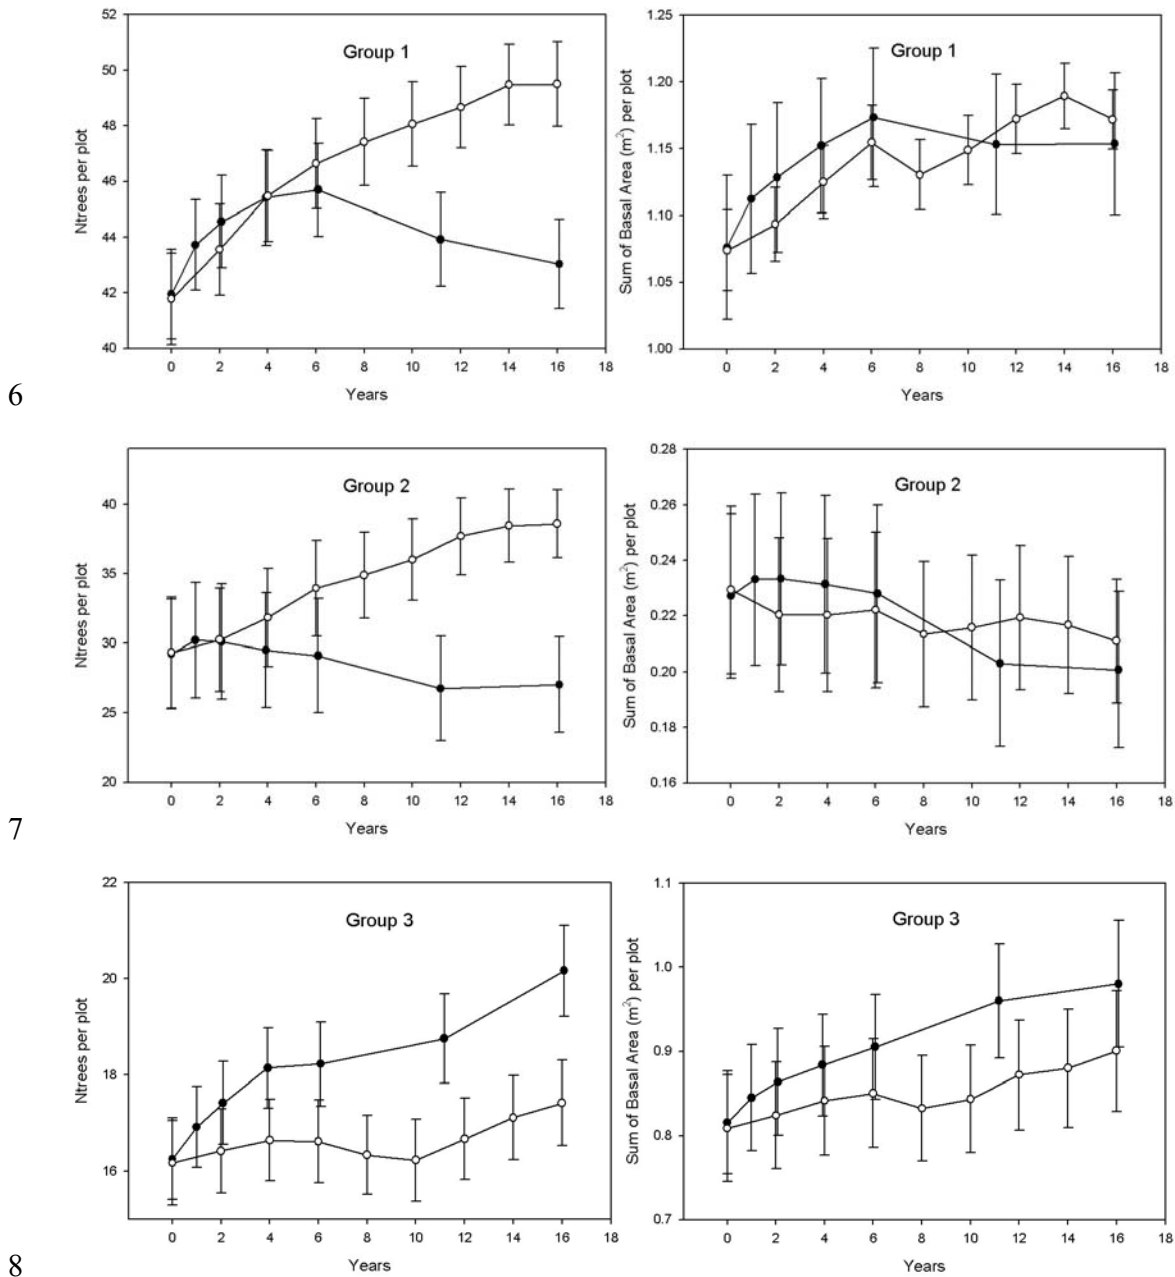 52
50
48
46
44
42
40
Ntrees per plot
Group 1
0 2 4 6 8 10 12 14 16 18
Years
1.25
1.20
1.15
1.10
1.05
1.00
Sum of Basal Area (m²) per plot
Group 1
0 2 4 6 8 10 12 14 16 18
Years
6
40
35
30
25
20
Ntrees per plot
Group 2
0 2 4 6 8 10 12 14 16 18
Years
0.28
0.26
0.24
0.22
0.20
0.18
0.16
Sum of Basal Area (m²) per plot
Group 2
0 2 4 6 8 10 12 14 16 18
Years
7
22
20
18
16
Ntrees per plot
Group 3
0 2 4 6 8 10 12 14 16 18
Years
1.1
1.0
0.9
0.8
0.7
Sum of Basal Area (m²) per plot
Group 3
0 2 4 6 8 10 12 14 16 18
Years
8